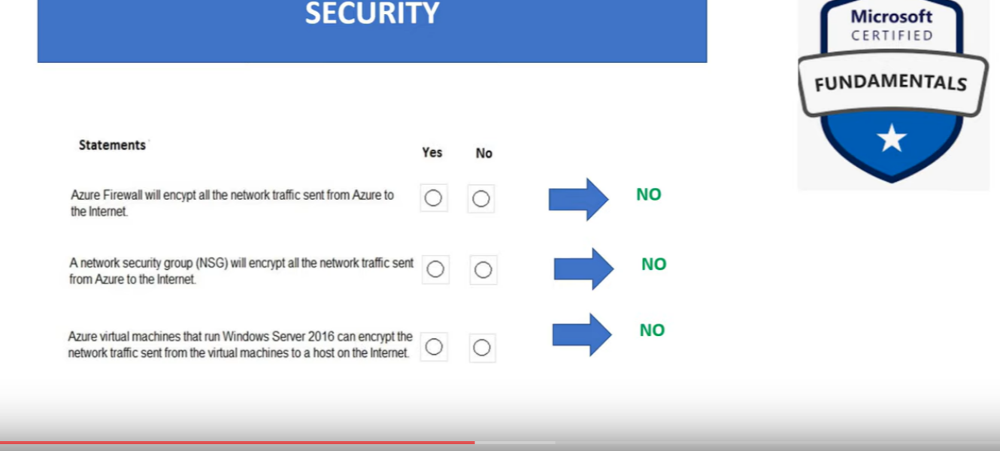 SECURITY
Microsoft
CERTIFIED
FUNDAMENTALS
Statements
Yes No
Azure Firewall will encypt all the network traffic sent from Azure to
the Internet.
NO
A network security group (NSG) will encrypt all the network traffic sent
from Azure to the Internet.
NO
Azure virtual machines that run Windows Server 2016 can encrypt the
network traffic sent from the virtual machines to a host on the Internet.
NO